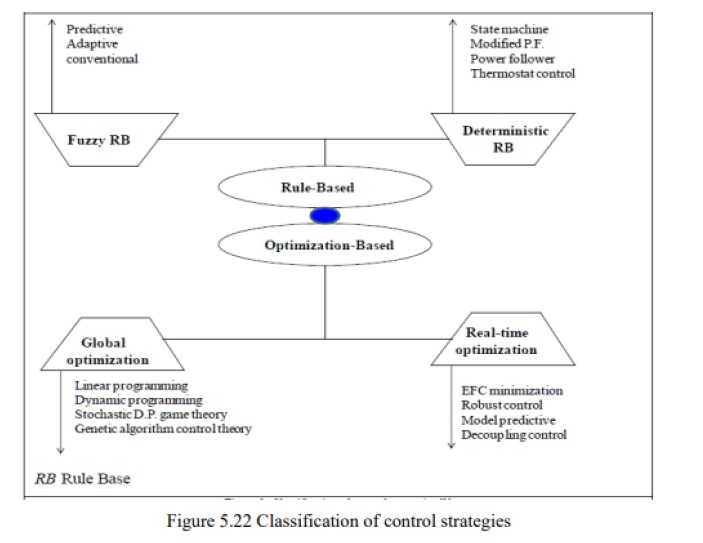 Predictive
Adaptive
conventional
State machine
Modified P.F.
Power follower
Thermostat control
Fuzzy RB
Deterministic
RB
Rule-Based
Optimization-Based
Global
optimization
Real-time
optimization
Linear programming
Dynamic programming
Stochastic D.P. game theory
Genetic algorithm control theory
EFC minimization
Robust control
Model predictive
Decoupling control
RB Rule Base
Figure 5.22 Classification of control strategies